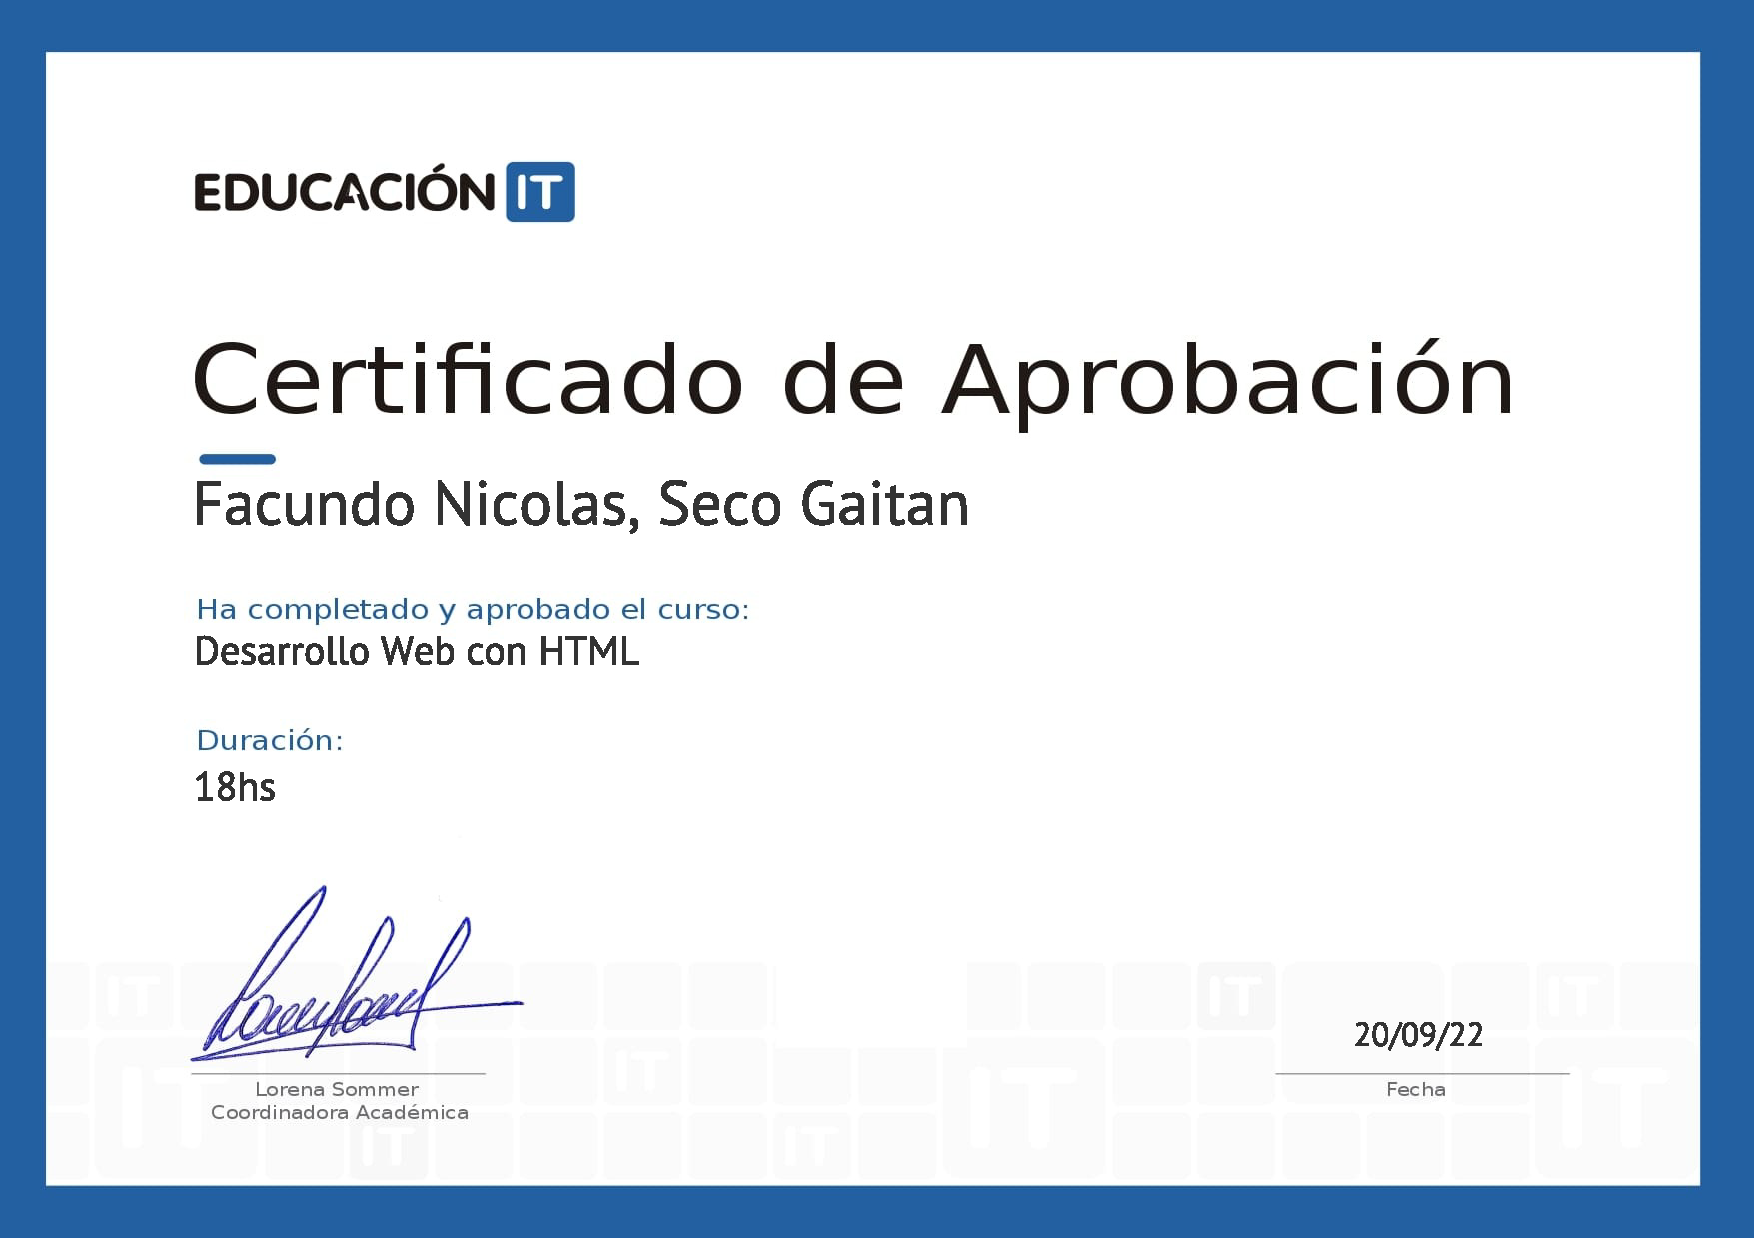 EDUCACIÓN IT
Certificado de Aprobación
Facundo Nicolas, Seco Gaitan
Ha completado y aprobado el curso:
Desarrollo Web con HTML
Duración:
18hs
Lorena Sommer
Coordinadora Académica
20/09/22
Fecha